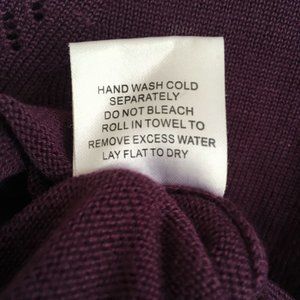 HAND WASH COLD
SEPARATELY
DO NOT BLEACH
ROLL IN TOWEL TO
REMOVE EXCESS WATER
LAY FLAT TO DRY